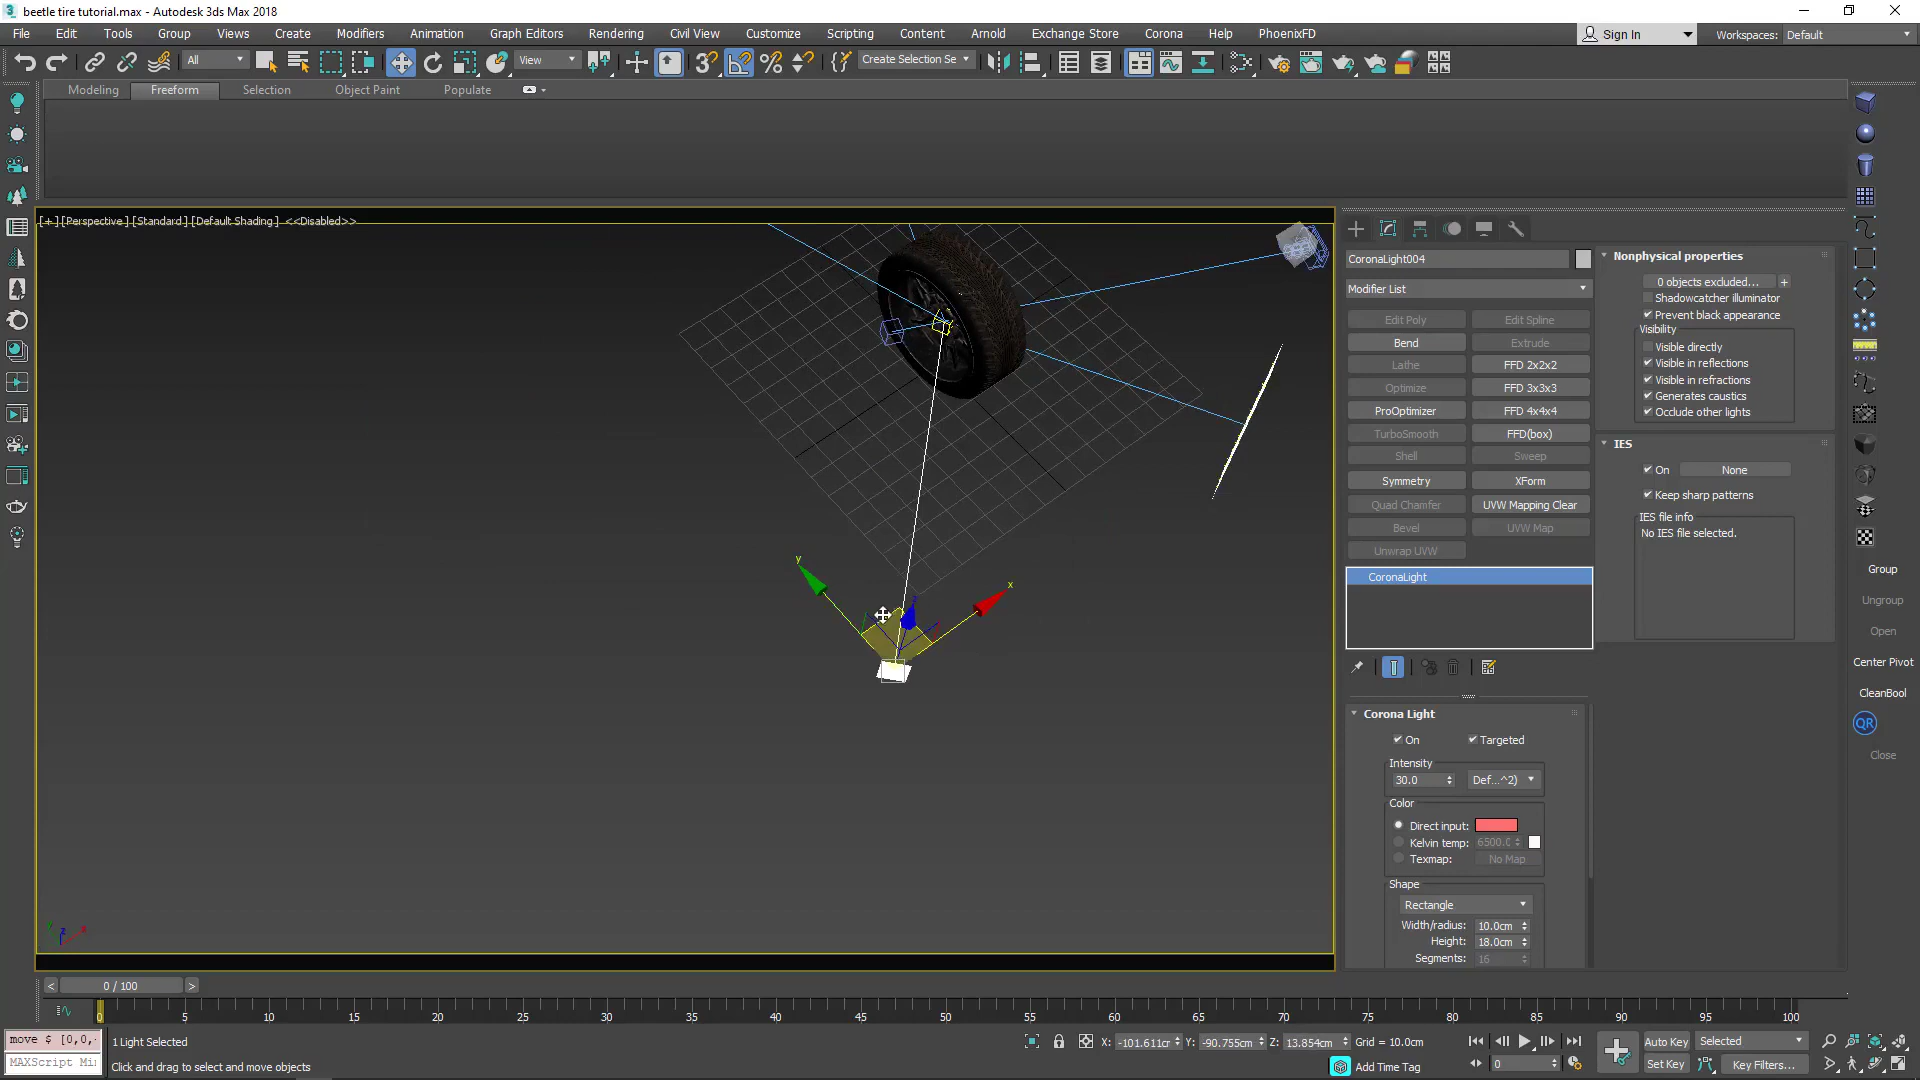 beetle tire tutorial.max - Autodesk 3ds Max 2018
File Edit Tools Group Views Create Modifiers Animation Graph Editors Rendering Civil View Customize Scripting Content Arnold Exchange Store Corona Help PhoenixFD
Sign In
Workspaces: Default
All
View
Create Selection Se
Modeling Freeform Selection Object Paint Populate
[+] [Perspective] [Standard] [Default Shading] <<Disabled>>
CoronaLight004
Modifier List
Edit Poly Edit Spline
Bend Extrude
Lathe FFD 2x2x2
Optimize FFD 3x3x3
ProOptimizer FFD 4x4x4
TurboSmooth FFD(box)
Shell Sweep
Symmetry XForm
Quad Chamfer UVW Mapping Clear
Bevel UVW Map
Unwrap UVW
CoronaLight
Corona Light
On Targeted
Intensity
30.0 Def...^2)
Color
Direct input:
Kelvin temp: 6500.0
Texmap: No Map
Shape
Rectangle
Width/radius: 10.0cm
Height: 18.0cm
Segments: 16
Nonphysical properties
0 objects excluded... +
Shadowcatcher illuminator
Prevent black appearance
Visibility
Visible directly
Visible in reflections
Visible in refractions
Generates caustics
Occlude other lights
IES
On None
Keep sharp patterns
IES file info
No IES file selected.
Group
Ungroup
Open
Center Pivot
CleanBool
QR
Close
y
x
z
0 / 100
0 5 10 15 20 25 30 35 40 45 50 55 60 65 70 75 80 85 90 95 100
move $ [0,0,-
MAXScript Mi
1 Light Selected
Click and drag to select and move objects
X: -101.611cm Y: -90.755cm Z: 13.854cm Grid = 10.0cm
Add Time Tag
0
Auto Key Selected
Set Key Key Filters...